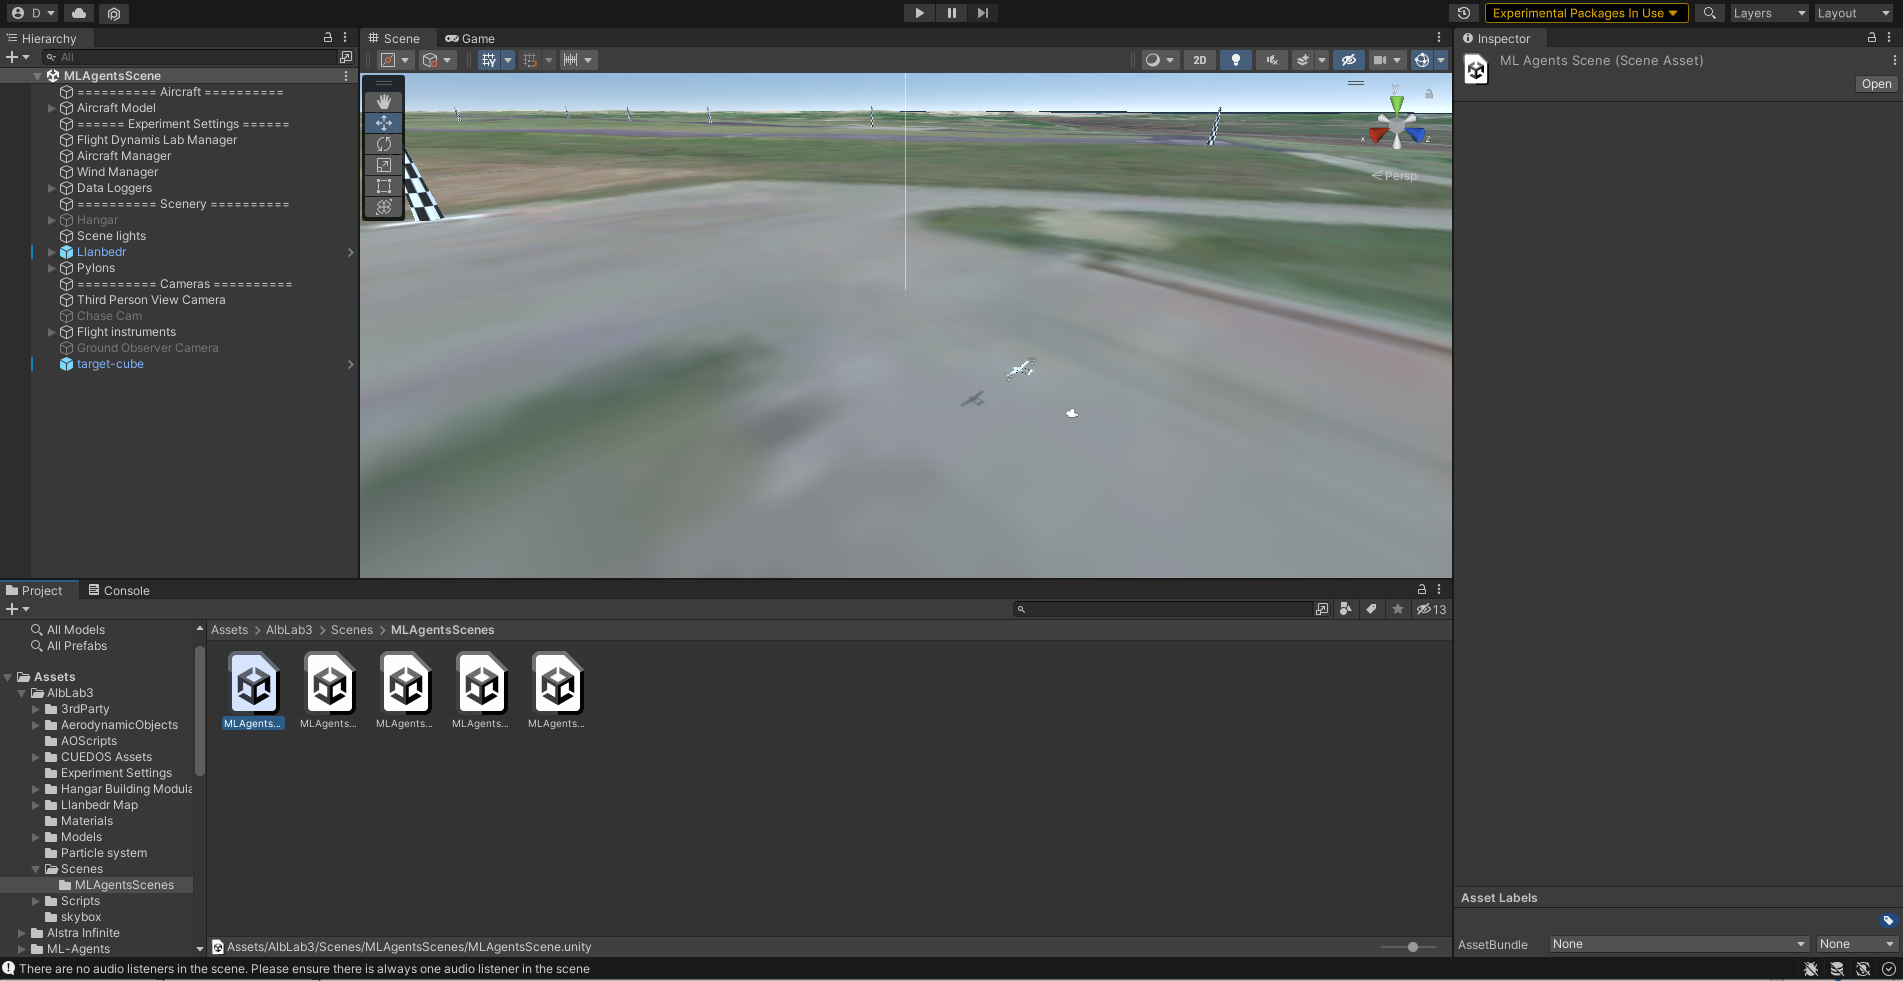 D
Experimental Packages In Use
Layers
Layout
Hierarchy
All
MLAgentsScene
========== Aircraft ==========
Aircraft Model
====== Experiment Settings ======
Flight Dynamis Lab Manager
Aircraft Manager
Wind Manager
Data Loggers
========== Scenery ==========
Hangar
Scene lights
Llanbedr
Pylons
========== Cameras ==========
Third Person View Camera
Chase Cam
Flight instruments
Ground Observer Camera
target-cube
Scene
Game
2D
y
x
z
Persp
Inspector
ML Agents Scene (Scene Asset)
Open
Project
Console
13
All Models
All Prefabs
Assets
AlbLab3
3rdParty
AerodynamicObjects
AOScripts
CUEDOS Assets
Experiment Settings
Hangar Building Modula
Llanbedr Map
Materials
Models
Particle system
Scenes
MLAgentsScenes
Scripts
skybox
Alstra Infinite
ML-Agents
Assets > AlbLab3 > Scenes > MLAgentsScenes
MLAgents...
MLAgents...
MLAgents...
MLAgents...
MLAgents...
Assets/AlbLab3/Scenes/MLAgentsScenes/MLAgentsScene.unity
Asset Labels
AssetBundle
None
None
There are no audio listeners in the scene. Please ensure there is always one audio listener in the scene